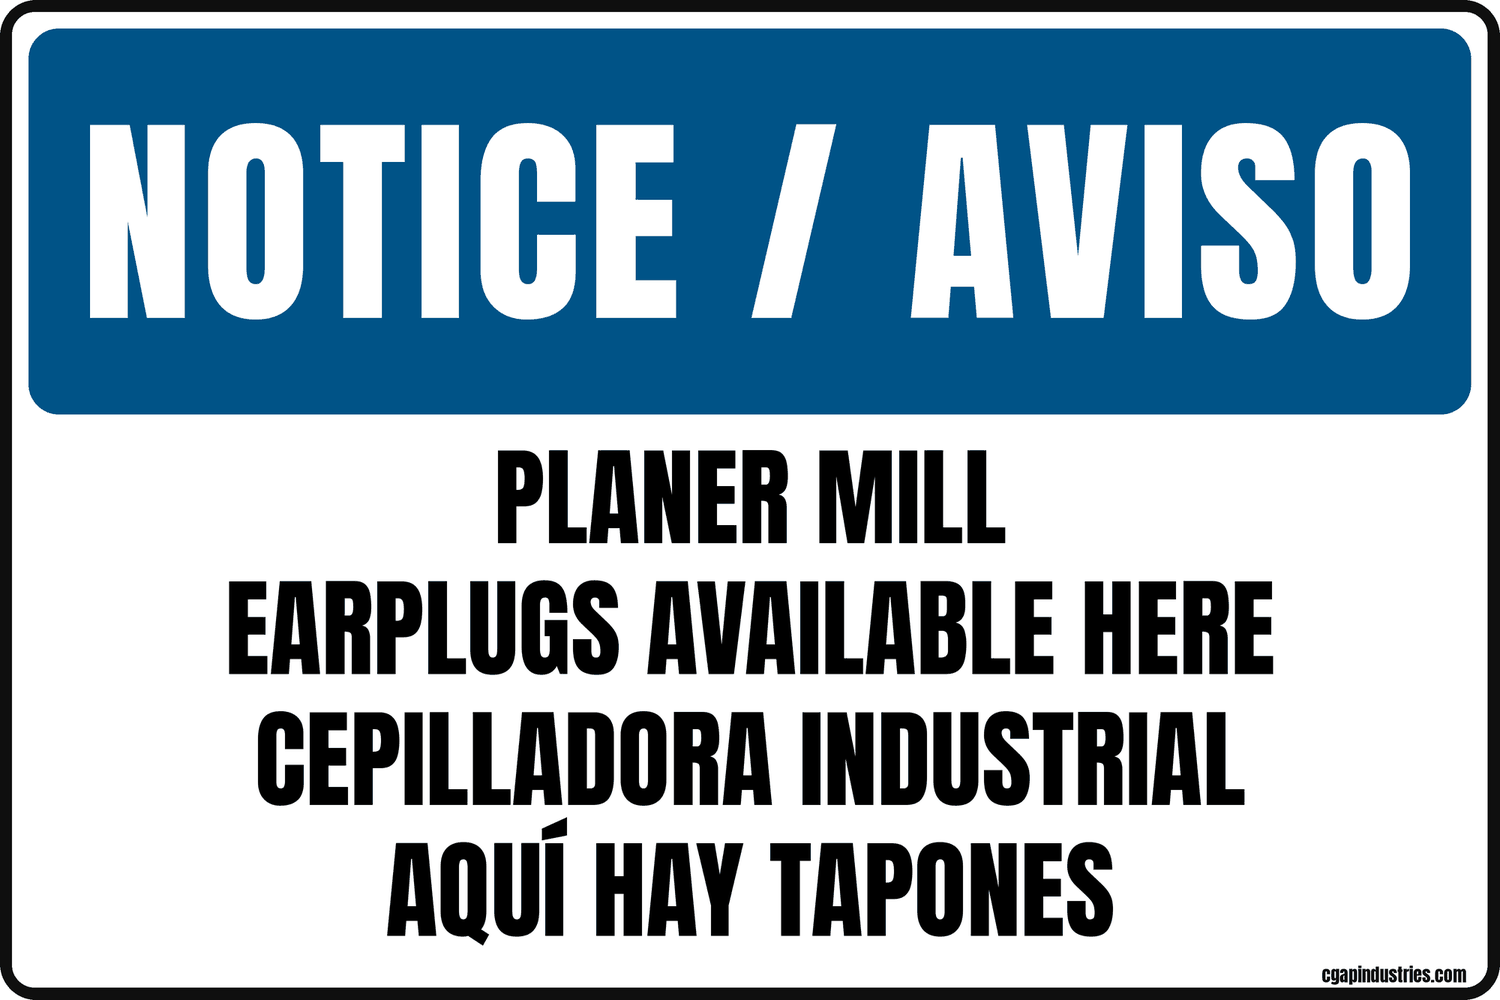 NOTICE / AVISO
PLANER MILL
EARPLUGS AVAILABLE HERE
CEPILLADORA INDUSTRIAL
AQUÍ HAY TAPONES
cgapindustries.com